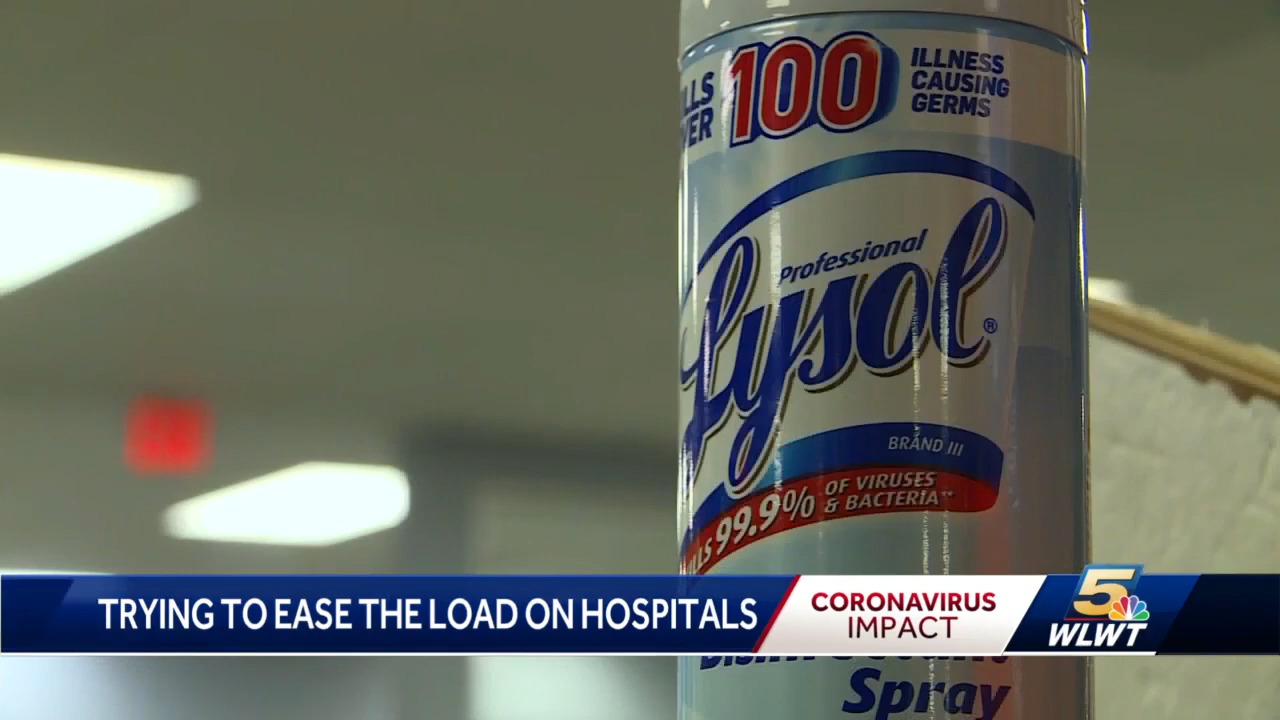 100
ILLNESS
CAUSING
GERMS
Professional
Lysol®
BRAND III
99.9% OF VIRUSES
& BACTERIA**
TRYING TO EASE THE LOAD ON HOSPITALS
CORONAVIRUS
IMPACT
5
WLWT
Spray